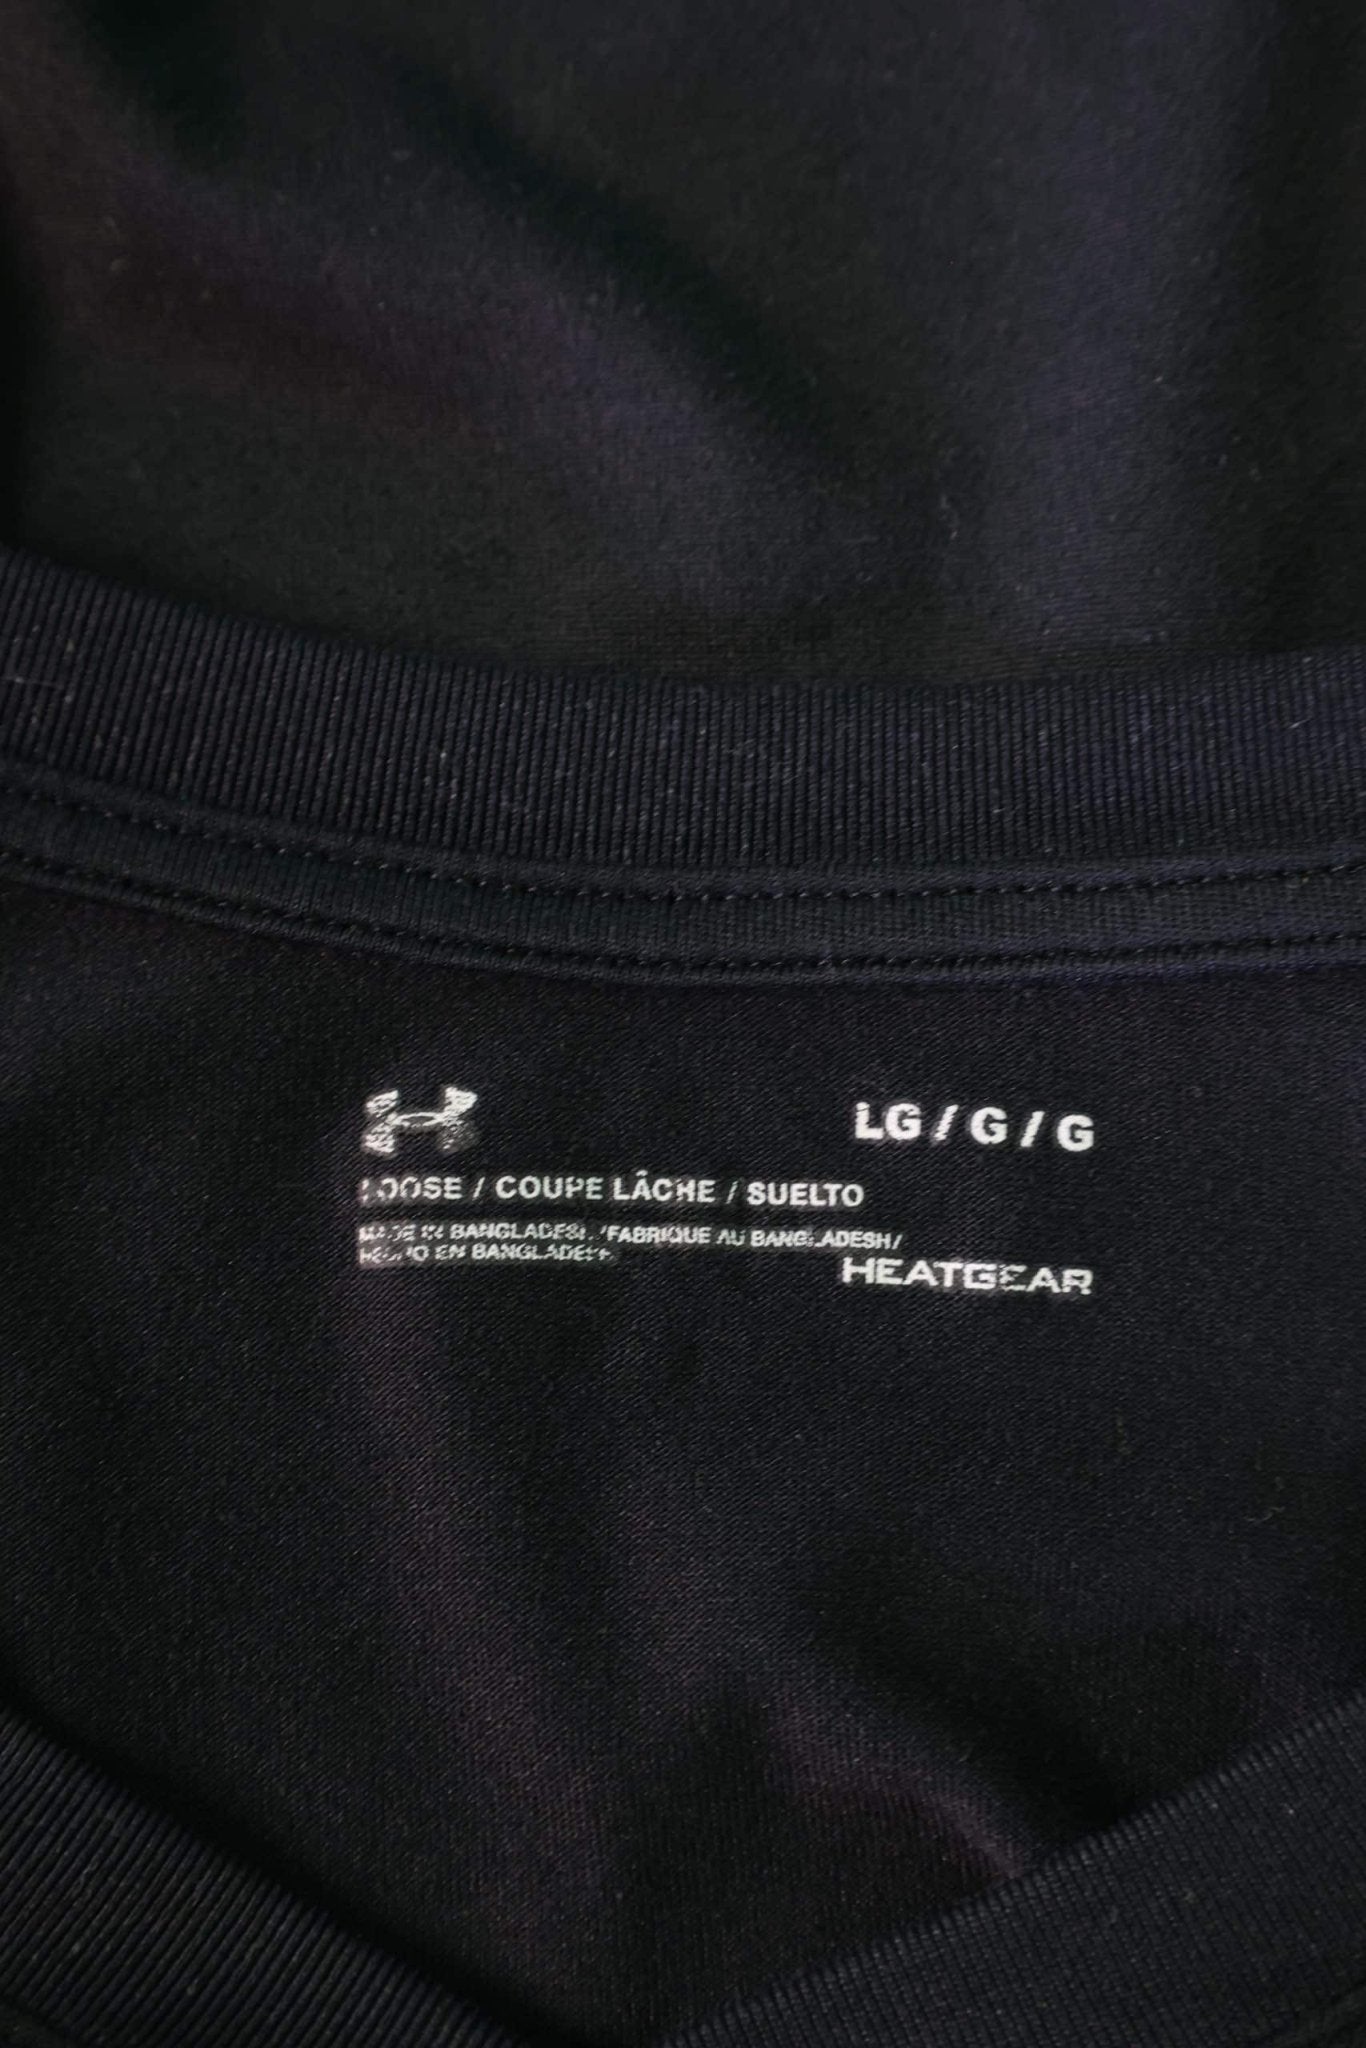 LG / G / G
LOOSE / COUPE LÂCHE / SUELTO
MADE IN BANGLADESH / FABRIQUE AU BANGLADESH /
HECHO EN BANGLADESH
HEATGEAR